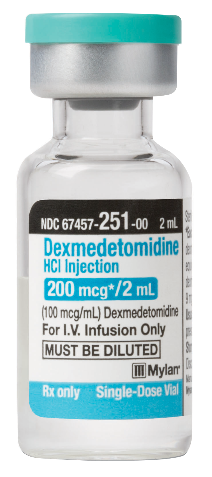 NDC 67457-251-00 2 mL
Dexmedetomidine
HCl Injection
200 mcg*/2 mL
(100 mcg/mL) Dexmedetomidine
For I.V. Infusion Only
MUST BE DILUTED
Mylan
Rx only Single-Dose Vial